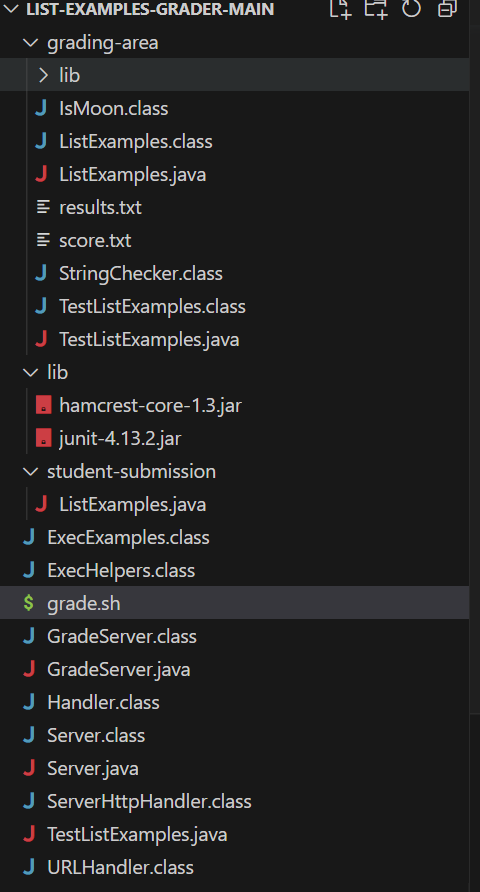 LIST-EXAMPLES-GRADER-MAIN
grading-area
lib
IsMoon.class
ListExamples.class
ListExamples.java
results.txt
score.txt
StringChecker.class
TestListExamples.class
TestListExamples.java
lib
hamcrest-core-1.3.jar
junit-4.13.2.jar
student-submission
ListExamples.java
ExecExamples.class
ExecHelpers.class
$ grade.sh
GradeServer.class
GradeServer.java
Handler.class
Server.class
Server.java
ServerHttpHandler.class
TestListExamples.java
URLHandler.class